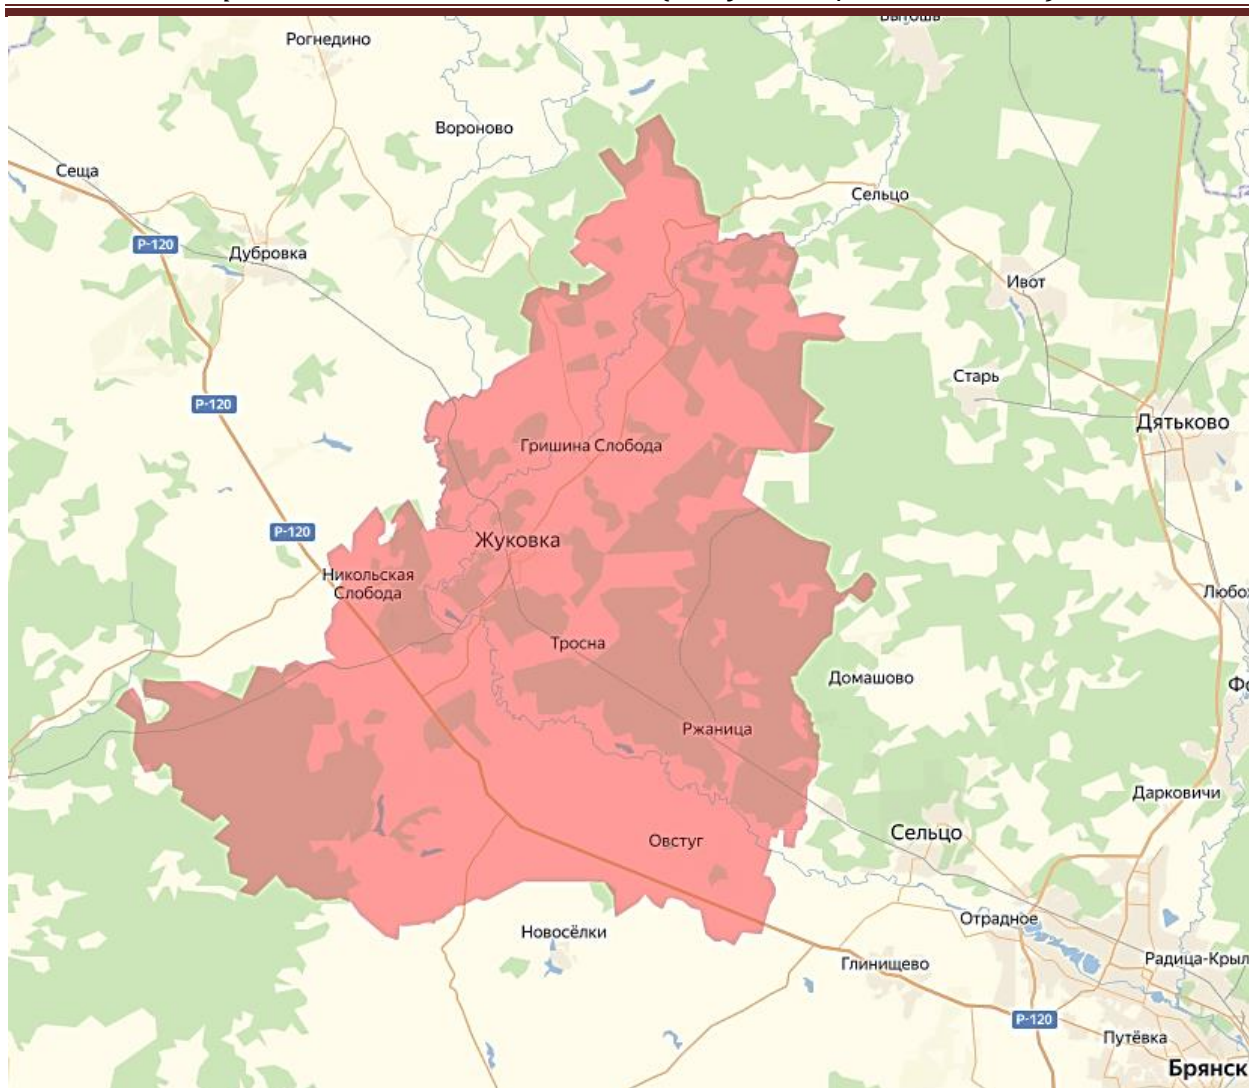 Рогнедино
Вороново
Сеща
Сельцо
Р-120
Дубровка
Ивот
Старь
Р-120
Дятьково
Гришина Слобода
Р-120
Жуковка
Никольская
Слобода
Тросна
Домашово
Ржаница
Дарковичи
Сельцо
Овстуг
Отрадное
Новосёлки
Глинищево
Радица-Крыл
Р-120
Путёвка
Брянск